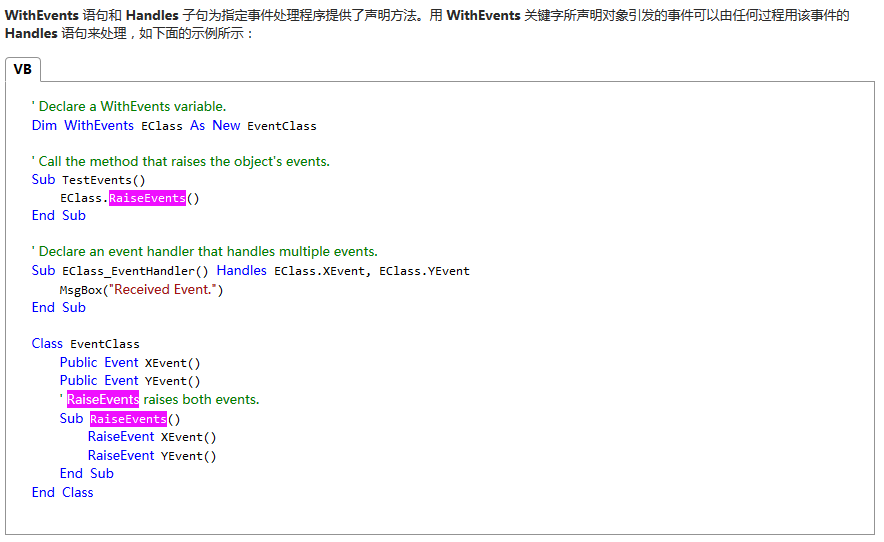 WithEvents 语句和 Handles 子句为指定事件处理程序提供了声明方法。用 WithEvents 关键字所声明对象引发的事件可以由任何过程用该事件的
Handles 语句来处理，如下面的示例所示：
VB
' Declare a WithEvents variable.
Dim WithEvents EClass As New EventClass
' Call the method that raises the object's events.
Sub TestEvents()
EClass.RaiseEvents()
End Sub
' Declare an event handler that handles multiple events.
Sub EClass_EventHandler() Handles EClass.XEvent, EClass.YEvent
MsgBox("Received Event.")
End Sub
Class EventClass
Public Event XEvent()
Public Event YEvent()
' RaiseEvents raises both events.
Sub RaiseEvents()
RaiseEvent XEvent()
RaiseEvent YEvent()
End Sub
End Class